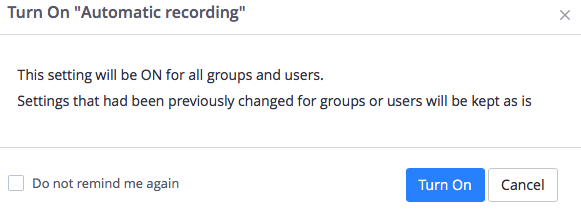 Turn On "Automatic recording"
This setting will be ON for all groups and users.
Settings that had been previously changed for groups or users will be kept as is
Do not remind me again
Turn On
Cancel